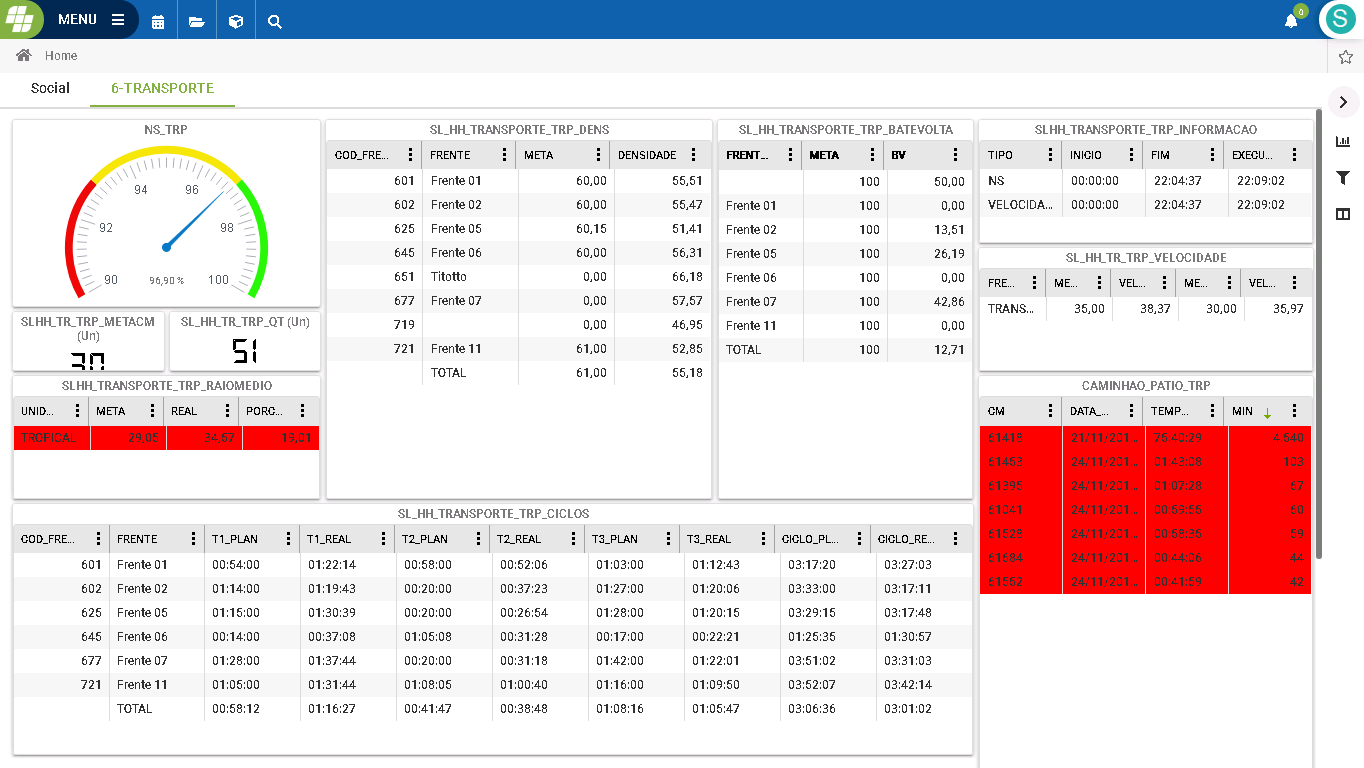 MENU
0
S
Home
Social 6-TRANSPORTE
NS_TRP
94 96
92 98
90 96,90 % 100
SLHH_TR_TRP_METACM (Un)
30
SL_HH_TR_TRP_QT (Un)
51
SLHH_TRANSPORTE_TRP_RAIOMEDIO
UNID... META REAL PORC...
TROPICAL 29,05 34,57 19,01
SL_HH_TRANSPORTE_TRP_DENS
COD_FRE... FRENTE META DENSIDADE
601 Frente 01 60,00 55,51
602 Frente 02 60,00 55,47
625 Frente 05 60,15 51,41
645 Frente 06 60,00 56,31
651 Titotto 0,00 66,18
677 Frente 07 0,00 57,57
719 0,00 46,95
721 Frente 11 61,00 52,85
TOTAL 61,00 55,18
SL_HH_TRANSPORTE_TRP_BATEVOLTA
FRENT... META BV
100 50,00
Frente 01 100 0,00
Frente 02 100 13,51
Frente 05 100 26,19
Frente 06 100 0,00
Frente 07 100 42,86
Frente 11 100 0,00
TOTAL 100 12,71
SLHH_TRANSPORTE_TRP_INFORMACAO
TIPO INICIO FIM EXECU...
NS 00:00:00 22:04:37 22:09:02
VELOCIDA... 00:00:00 22:04:37 22:09:02
SL_HH_TR_TRP_VELOCIDADE
FRE... ME... VEL... ME... VEL...
TRANS... 35,00 38,37 30,00 35,97
CAMINHAO_PATIO_TRP
CM DATA_... TEMP... MIN
61418 21/11/201... 75:40:29 4.540
61453 24/11/201... 01:43:08 103
61395 24/11/201... 01:07:28 67
61041 24/11/201... 00:59:55 60
61528 24/11/201... 00:58:35 59
61584 24/11/201... 00:44:06 44
61552 24/11/201... 00:41:59 42
SL_HH_TRANSPORTE_TRP_CICLOS
COD_FRE... FRENTE T1_PLAN T1_REAL T2_PLAN T2_REAL T3_PLAN T3_REAL CICLO_PL... CICLO_RE...
601 Frente 01 00:54:00 01:22:14 00:58:00 00:52:06 01:03:00 01:12:43 03:17:20 03:27:03
602 Frente 02 01:14:00 01:19:43 00:20:00 00:37:23 01:27:00 01:20:06 03:33:00 03:17:11
625 Frente 05 01:15:00 01:30:39 00:20:00 00:26:54 01:28:00 01:20:15 03:29:15 03:17:48
645 Frente 06 00:14:00 00:37:08 01:05:08 00:31:28 00:17:00 00:22:21 01:25:35 01:30:57
677 Frente 07 01:28:00 01:37:44 00:20:00 00:31:18 01:42:00 01:22:01 03:51:02 03:31:03
721 Frente 11 01:05:00 01:31:44 01:08:05 01:00:40 01:16:00 01:09:50 03:52:07 03:42:14
TOTAL 00:58:12 01:16:27 00:41:47 00:38:48 01:08:16 01:05:47 03:06:36 03:01:02